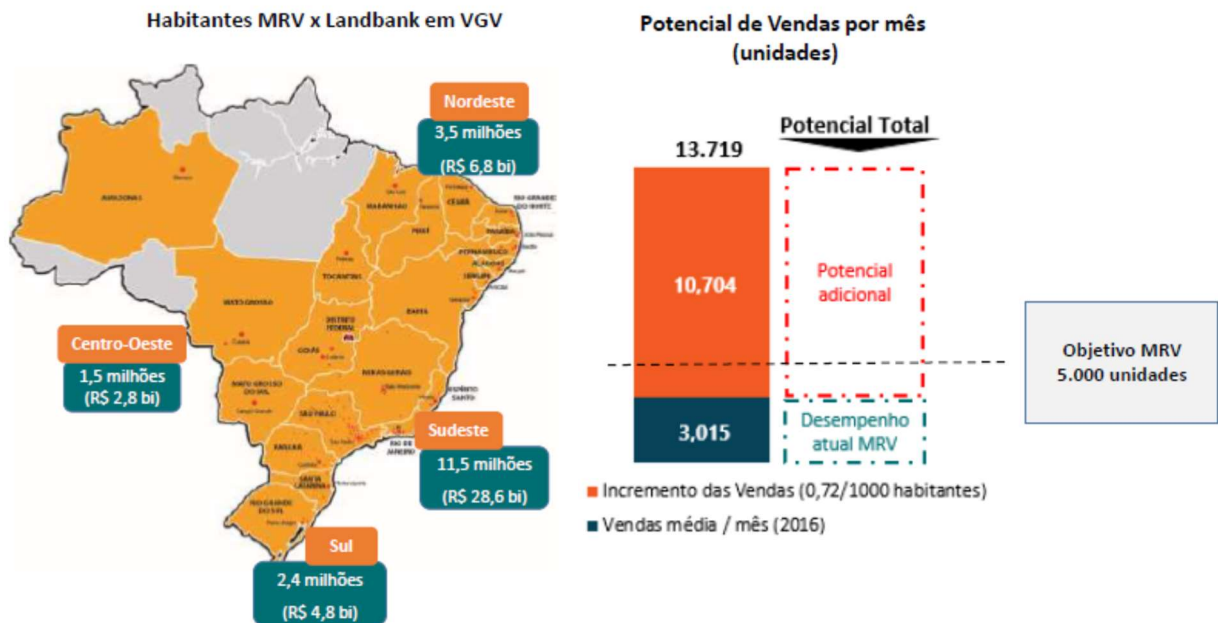 Habitantes MRV x Landbank em VGV
Nordeste
3,5 milhões
(R$ 6,8 bi)
AMAZONAS
MARANHÃO
CEARÁ
RIO GRANDE
DO NORTE
PIAUÍ
PARAÍBA
PERNAMBUCO
ALAGOAS
SERGIPE
TOCANTINS
BAHIA
MATO GROSSO
DISTRITO
FEDERAL
GOIÁS
Centro-Oeste
1,5 milhões
(R$ 2,8 bi)
MINAS GERAIS
ESPÍRITO
SANTO
MATO GROSSO
DO SUL
SÃO PAULO
RIO DE
JANEIRO
Sudeste
11,5 milhões
(R$ 28,6 bi)
PARANÁ
SANTA
CATARINA
RIO GRANDE
DO SUL
Sul
2,4 milhões
(R$ 4,8 bi)
Potencial de Vendas por mês
(unidades)
Potencial Total
13.719
10,704
Potencial
adicional
3,015
Desempenho
atual MRV
Objetivo MRV
5.000 unidades
Incremento das Vendas (0,72/1000 habitantes)
Vendas média / mês (2016)